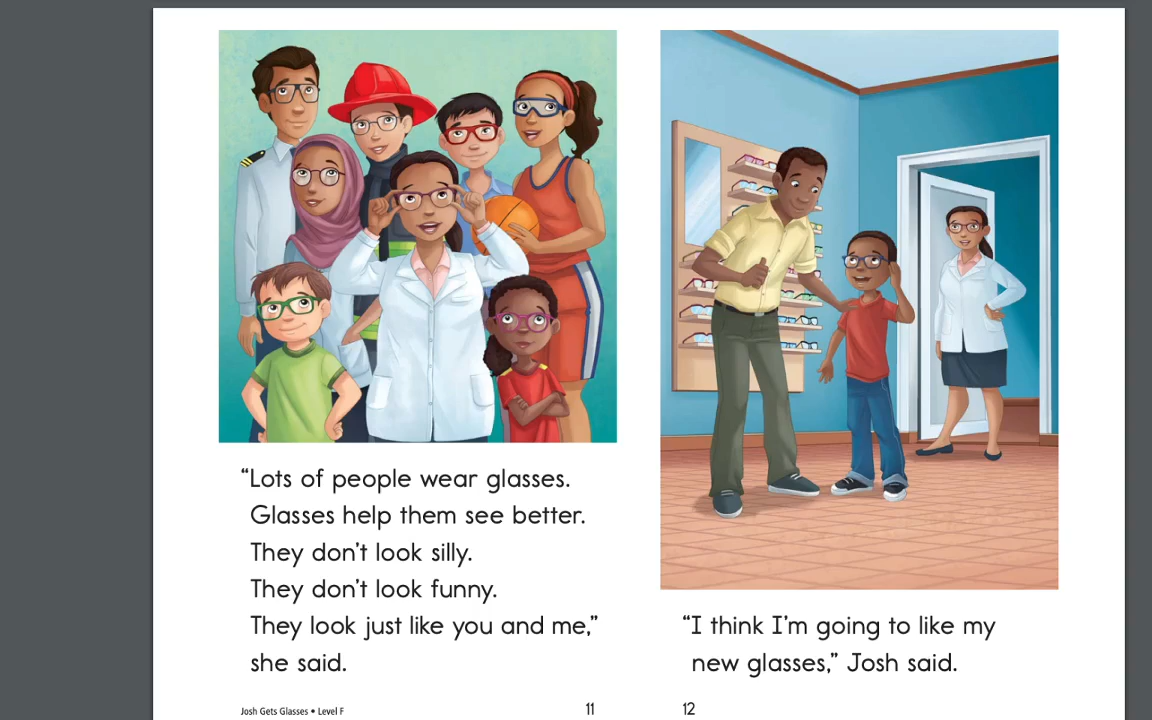 “Lots of people wear glasses.
Glasses help them see better.
They don’t look silly.
They don’t look funny.
They look just like you and me,”
she said.
Josh Gets Glasses • Level F
11
“I think I’m going to like my
new glasses,” Josh said.
12